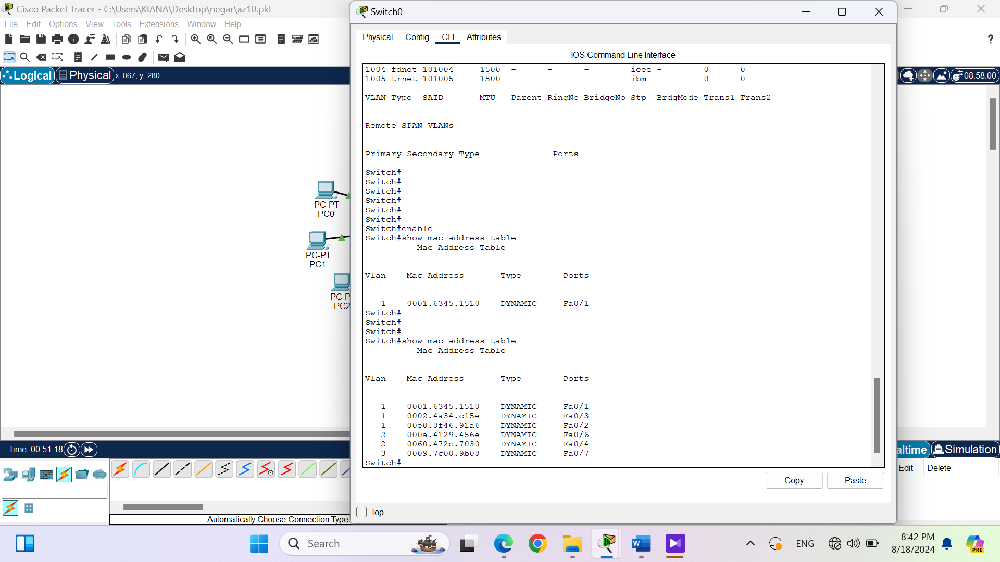 Cisco Packet Tracer - C:\Users\KIANA\Desktop\negar\az10.pkt
File Edit Options View Tools Extensions Window Help
?
Logical Physical x: 867, y: 280
08:58:00
PC-PT
PC0
PC-PT
PC1
PC-P
PC2
Switch0
Physical Config CLI Attributes
IOS Command Line Interface
1004 fdnet 101004 1500 - - - ieee - 0 0
1005 trnet 101005 1500 - - - ibm - 0 0
VLAN Type SAID MTU Parent RingNo BridgeNo Stp BrdgMode Trans1 Trans2
---- ----- ---------- ----- ------ ------ -------- ---- -------- ------ ------
Remote SPAN VLANs
------------------------------------------------------------------------------
Primary Secondary Type Ports
------- --------- ----------------- ------------------------------------------
Switch#
Switch#
Switch#
Switch#
Switch#
Switch#
Switch#enable
Switch#show mac address-table
Mac Address Table
-------------------------------------------
Vlan Mac Address Type Ports
---- ----------- -------- -----
1 0001.6345.1510 DYNAMIC Fa0/1
Switch#
Switch#
Switch#
Switch#show mac address-table
Mac Address Table
-------------------------------------------
Vlan Mac Address Type Ports
---- ----------- -------- -----
1 0001.6345.1510 DYNAMIC Fa0/1
1 0002.4a34.c15e DYNAMIC Fa0/3
1 00e0.8f46.91a6 DYNAMIC Fa0/2
2 000a.4129.456e DYNAMIC Fa0/6
2 0060.472c.7030 DYNAMIC Fa0/4
3 0009.7c00.9b08 DYNAMIC Fa0/7
Switch#
Copy Paste
Top
Time: 00:51:18
altime Simulation
Edit Delete
Automatically Choose Connection Type
Search
ENG
8:42 PM
8/18/2024
PRE